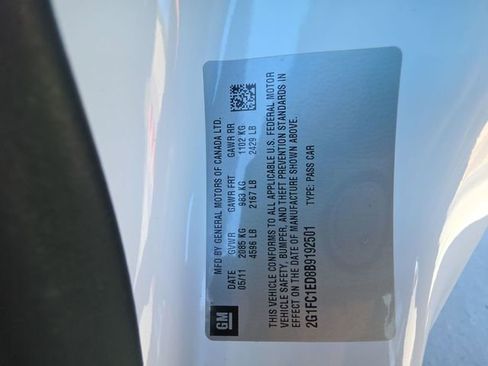 MFD BY GENERAL MOTORS OF CANADA LTD.
DATE GVWR GAWR FRT GAWR RR
05/11 2085 KG 983 KG 1102 KG
4596 LB 2167 LB 2429 LB
THIS VEHICLE CONFORMS TO ALL APPLICABLE U.S. FEDERAL MOTOR
VEHICLE SAFETY, BUMPER, AND THEFT PREVENTION STANDARDS IN
EFFECT ON THE DATE OF MANUFACTURE SHOWN ABOVE.
2G1FC1ED8B9192501 TYPE: PASS CAR
GM